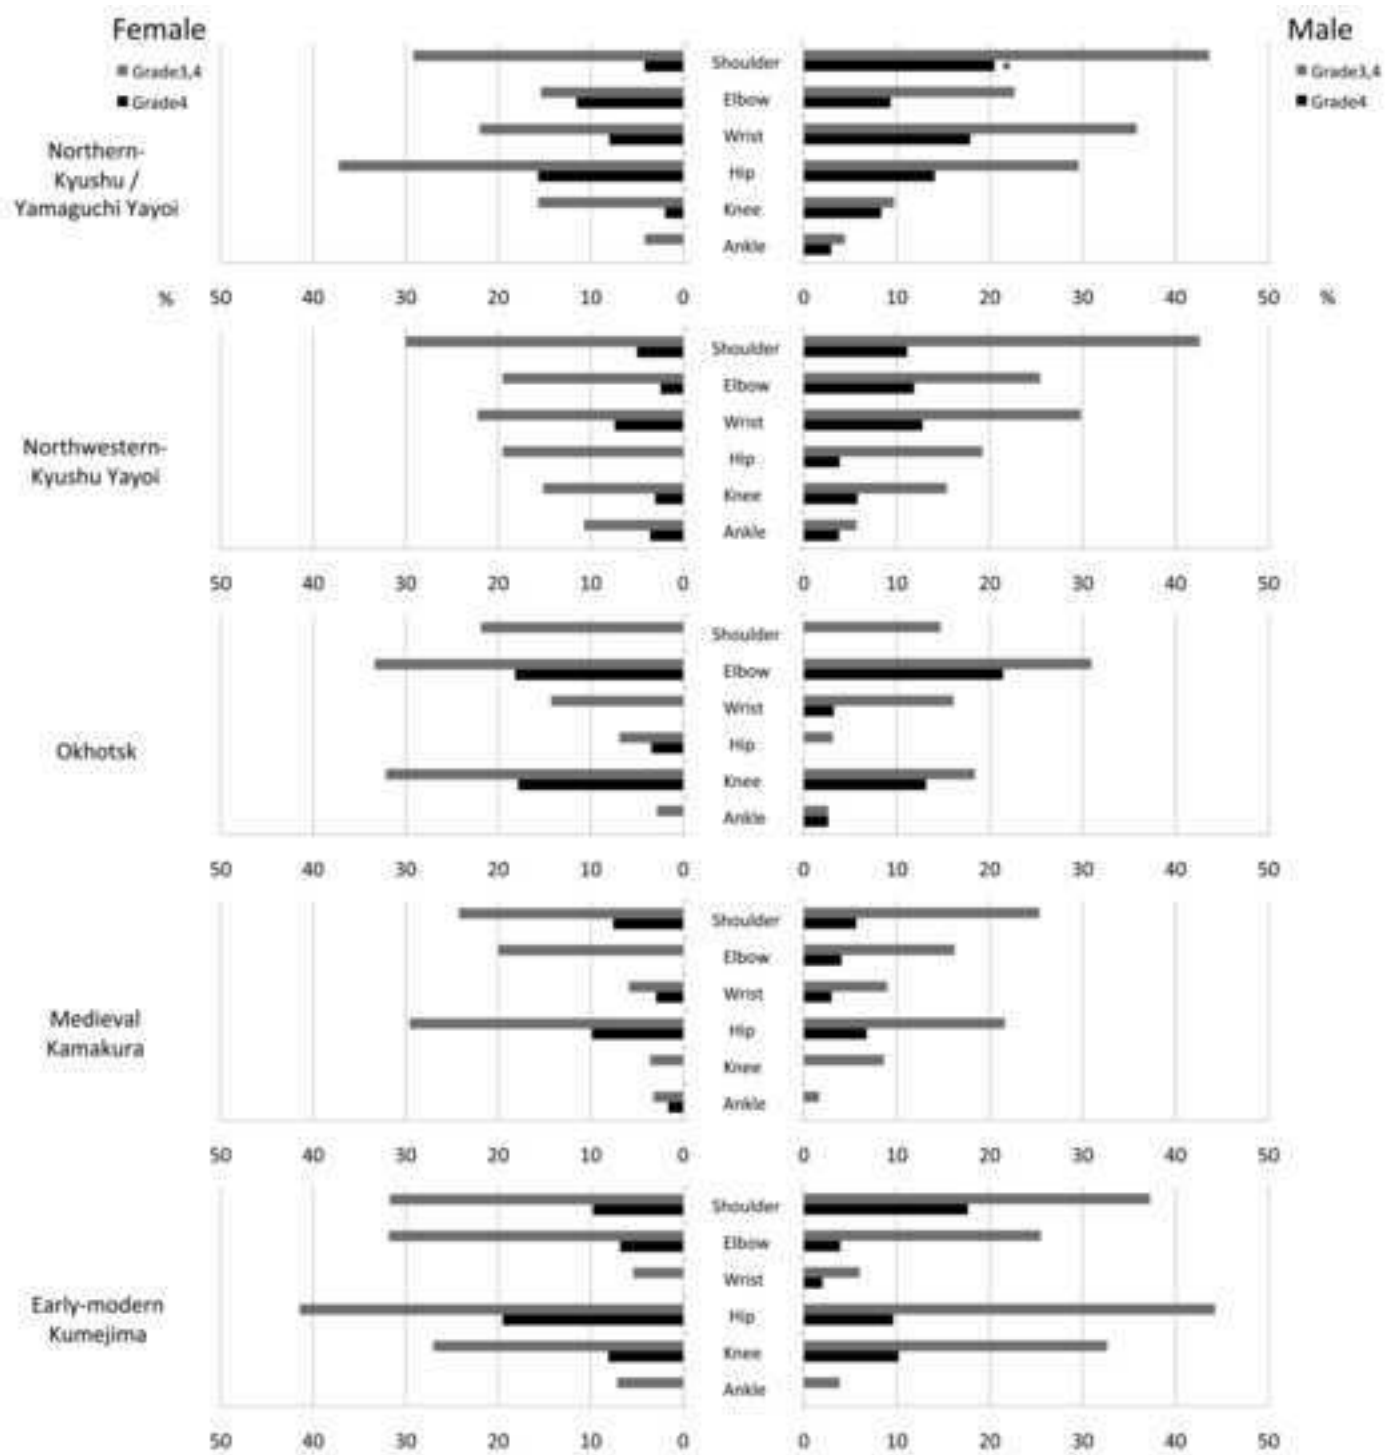 Female
Male
Grade3,4
Grade4
Grade3,4
Grade4
Northern-
Kyushu /
Yamaguchi Yayoi
Shoulder
*
Elbow
Wrist
Hip
Knee
Ankle
% 50 40 30 20 10 0 0 10 20 30 40 50 %
Northwestern-
Kyushu Yayoi
Shoulder
Elbow
Wrist
Hip
Knee
Ankle
50 40 30 20 10 0 0 10 20 30 40 50
Okhotsk
Shoulder
Elbow
Wrist
Hip
Knee
Ankle
50 40 30 20 10 0 0 10 20 30 40 50
Medieval
Kamakura
Shoulder
Elbow
Wrist
Hip
Knee
Ankle
50 40 30 20 10 0 0 10 20 30 40 50
Early-modern
Kumejima
Shoulder
Elbow
Wrist
Hip
Knee
Ankle
50 40 30 20 10 0 0 10 20 30 40 50